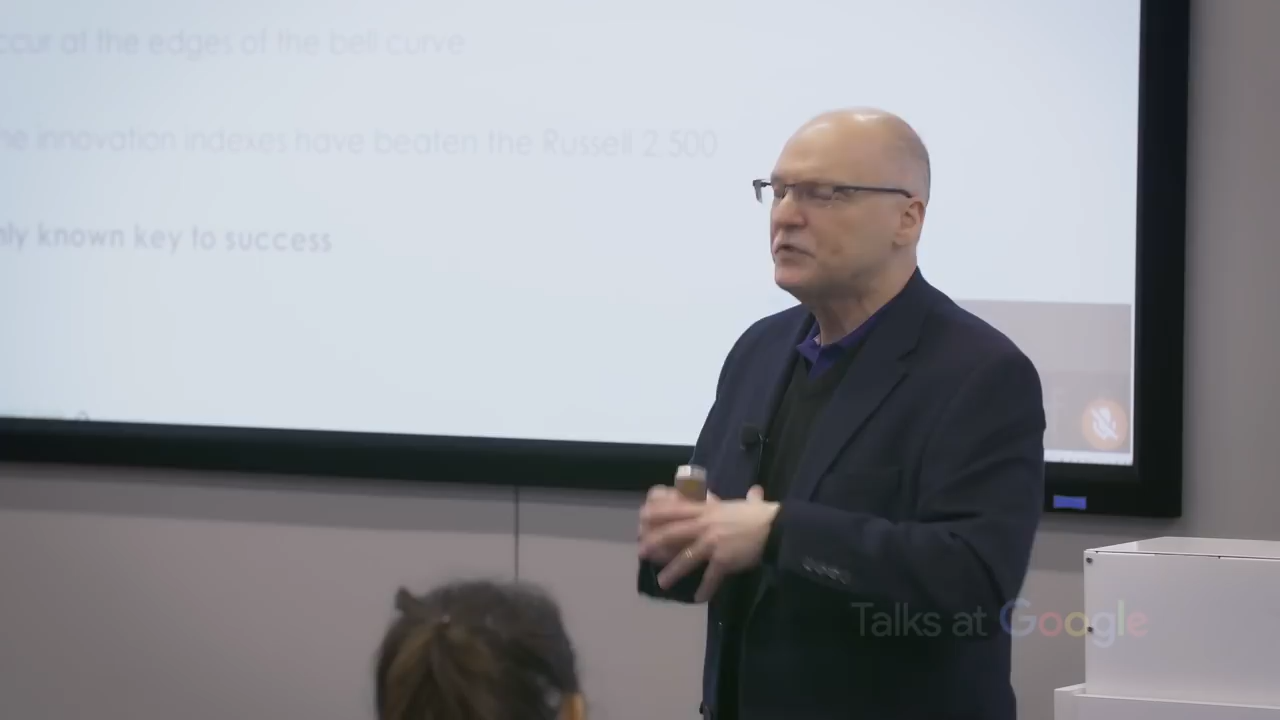 ccur at the edges of the bell curve
he innovation indexes have beaten the Russell 2,500
nly known key to success
Talks at Google